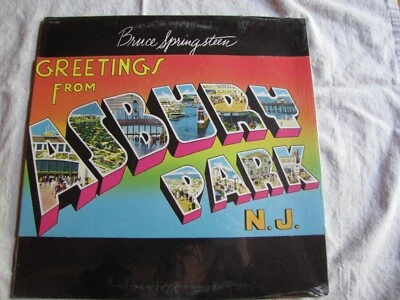 Bruce Springsteen
GREETINGS
FROM
ASBURY
PARK
N.J.